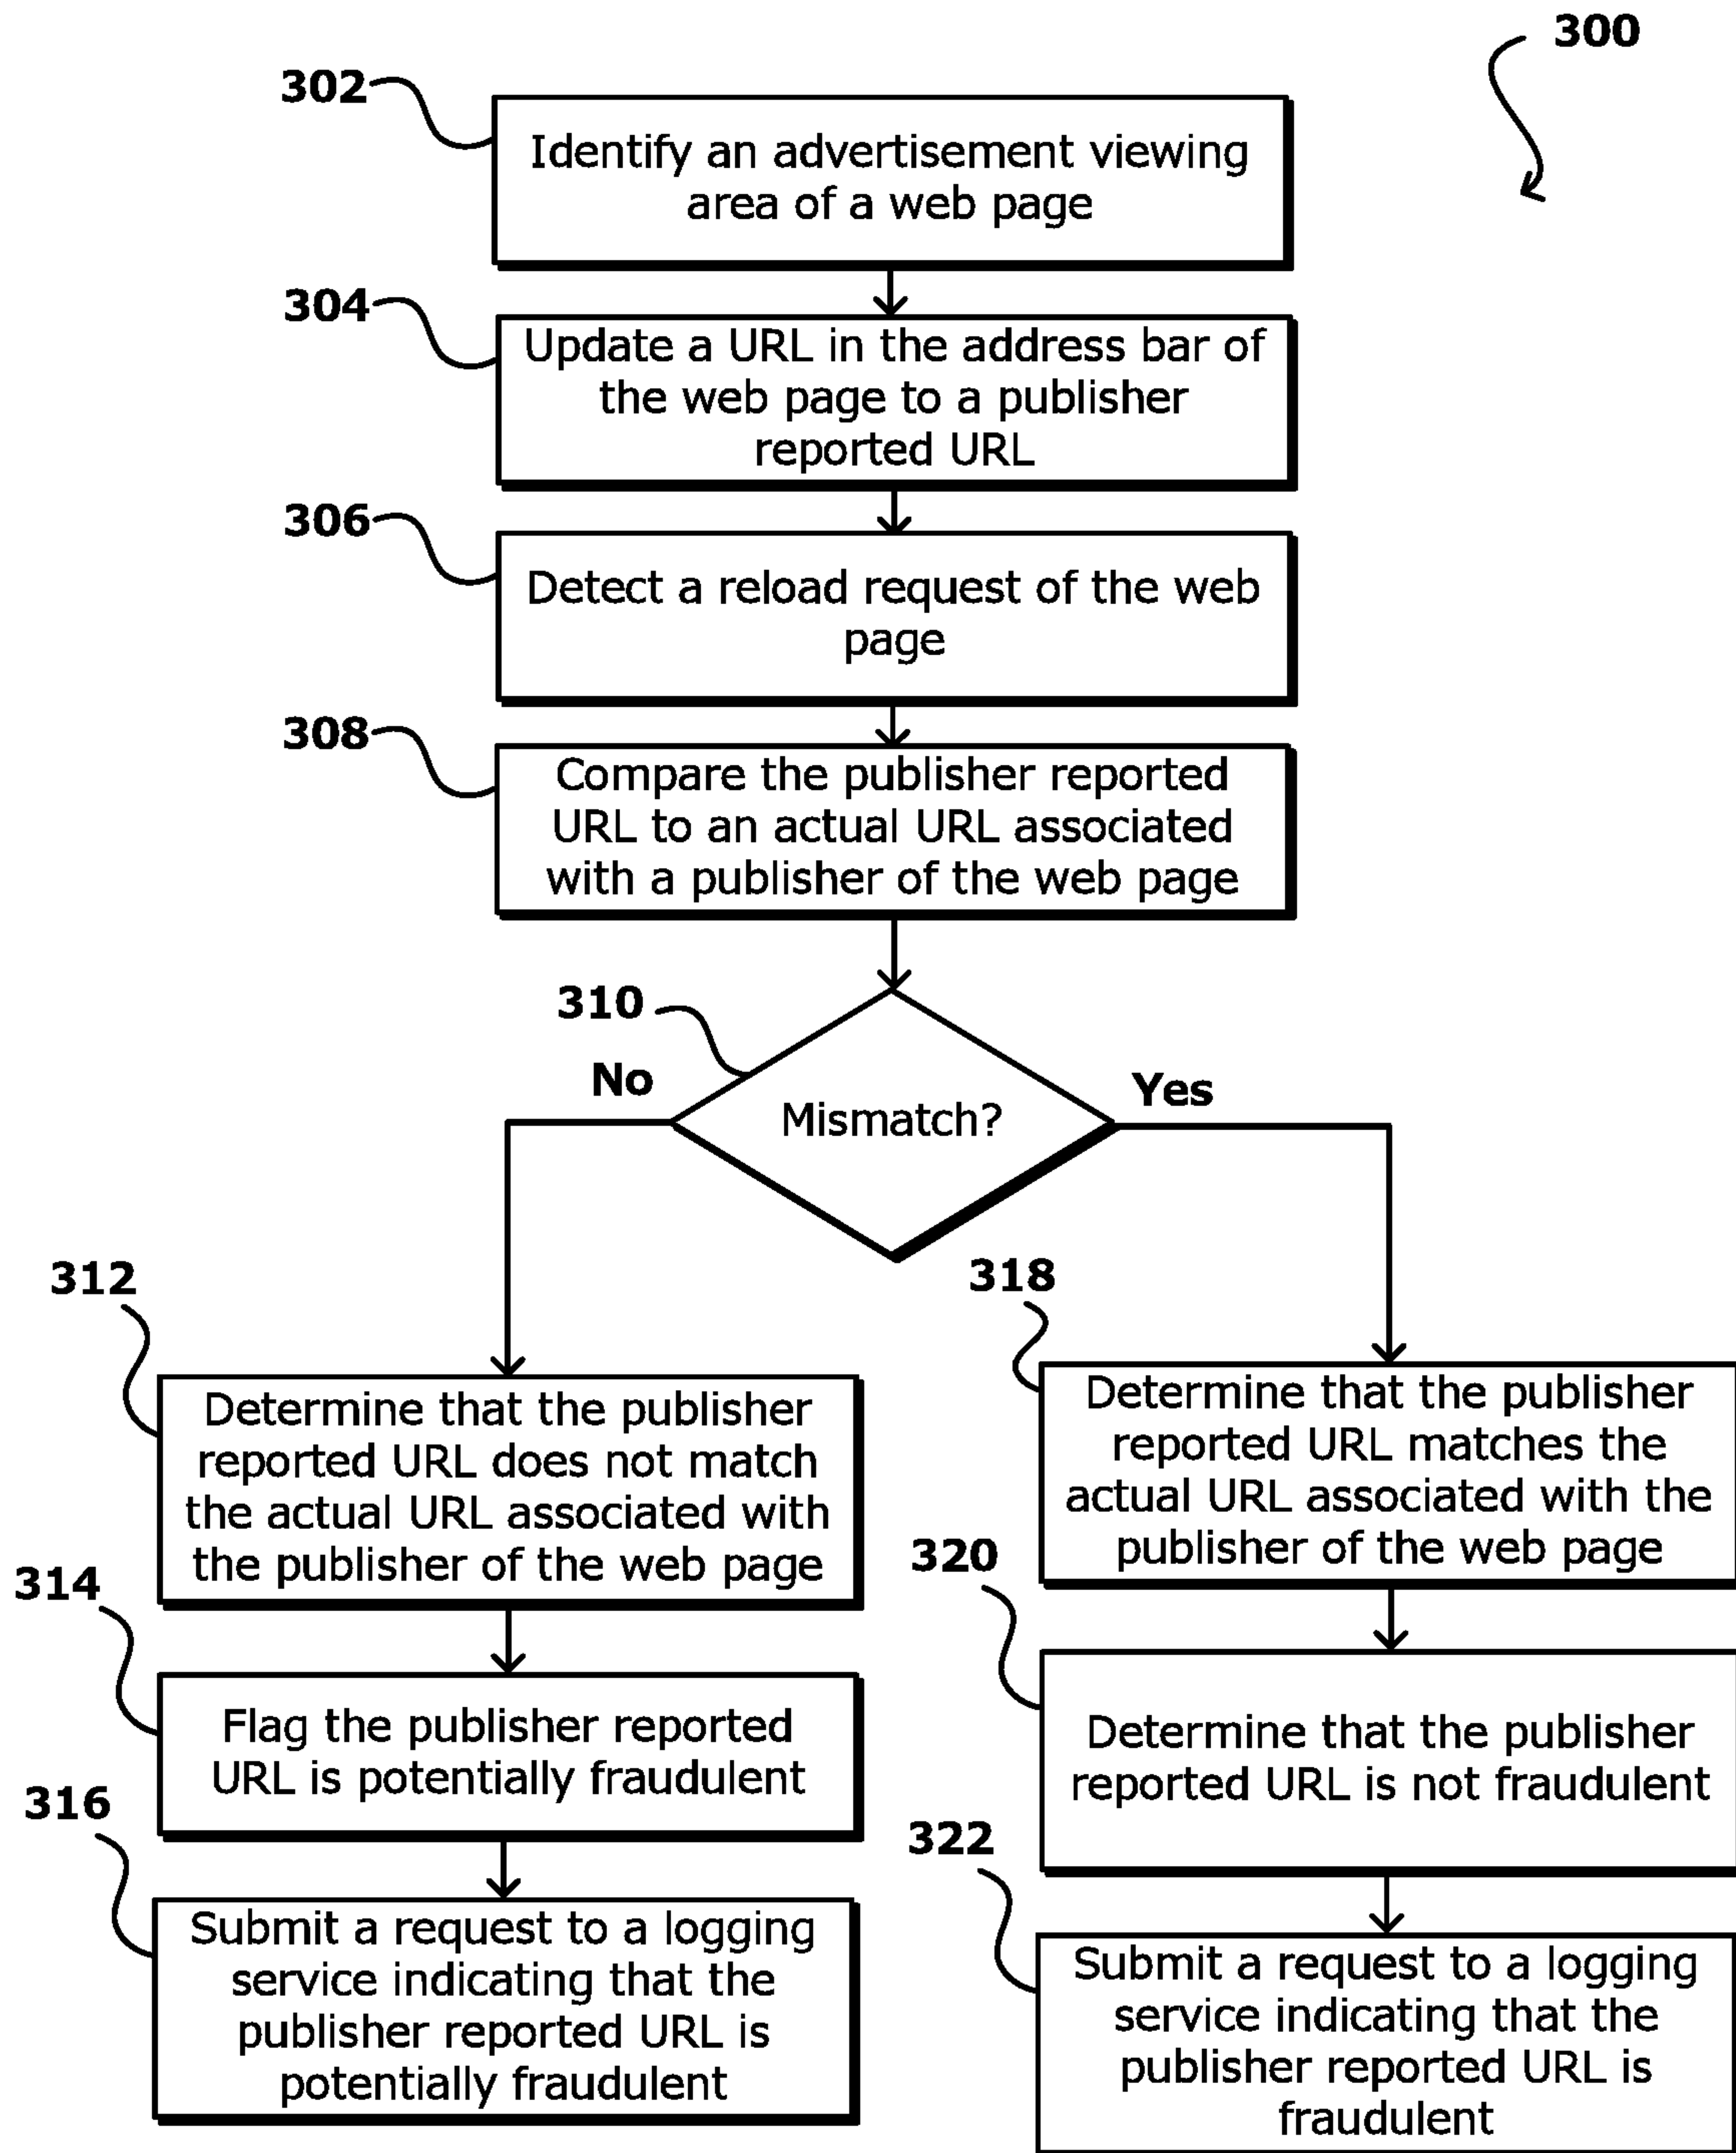 300
302
Identify an advertisement viewing
area of a web page
304
Update a URL in the address bar of
the web page to a publisher
reported URL
306
Detect a reload request of the web
page
308
Compare the publisher reported
URL to an actual URL associated
with a publisher of the web page
310
No
Mismatch?
Yes
312
Determine that the publisher
reported URL does not match
the actual URL associated with
the publisher of the web page
314
Flag the publisher reported
URL is potentially fraudulent
316
Submit a request to a logging
service indicating that the
publisher reported URL is
potentially fraudulent
318
Determine that the publisher
reported URL matches the
actual URL associated with the
publisher of the web page
320
Determine that the publisher
reported URL is not fraudulent
322
Submit a request to a logging
service indicating that the
publisher reported URL is
fraudulent